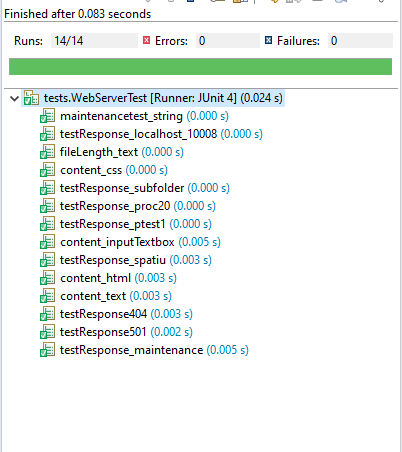 Finished after 0.083 seconds
Runs: 14/14 Errors: 0 Failures: 0
tests.WebServerTest [Runner: JUnit 4] (0.024 s)
maintenancetest_string (0.000 s)
testResponse_localhost_10008 (0.000 s)
fileLength_text (0.000 s)
content_css (0.000 s)
testResponse_subfolder (0.000 s)
testResponse_proc20 (0.000 s)
testResponse_ptest1 (0.000 s)
content_inputTextbox (0.005 s)
testResponse_spatiu (0.003 s)
content_html (0.003 s)
content_text (0.003 s)
testResponse404 (0.003 s)
testResponse501 (0.002 s)
testResponse_maintenance (0.005 s)